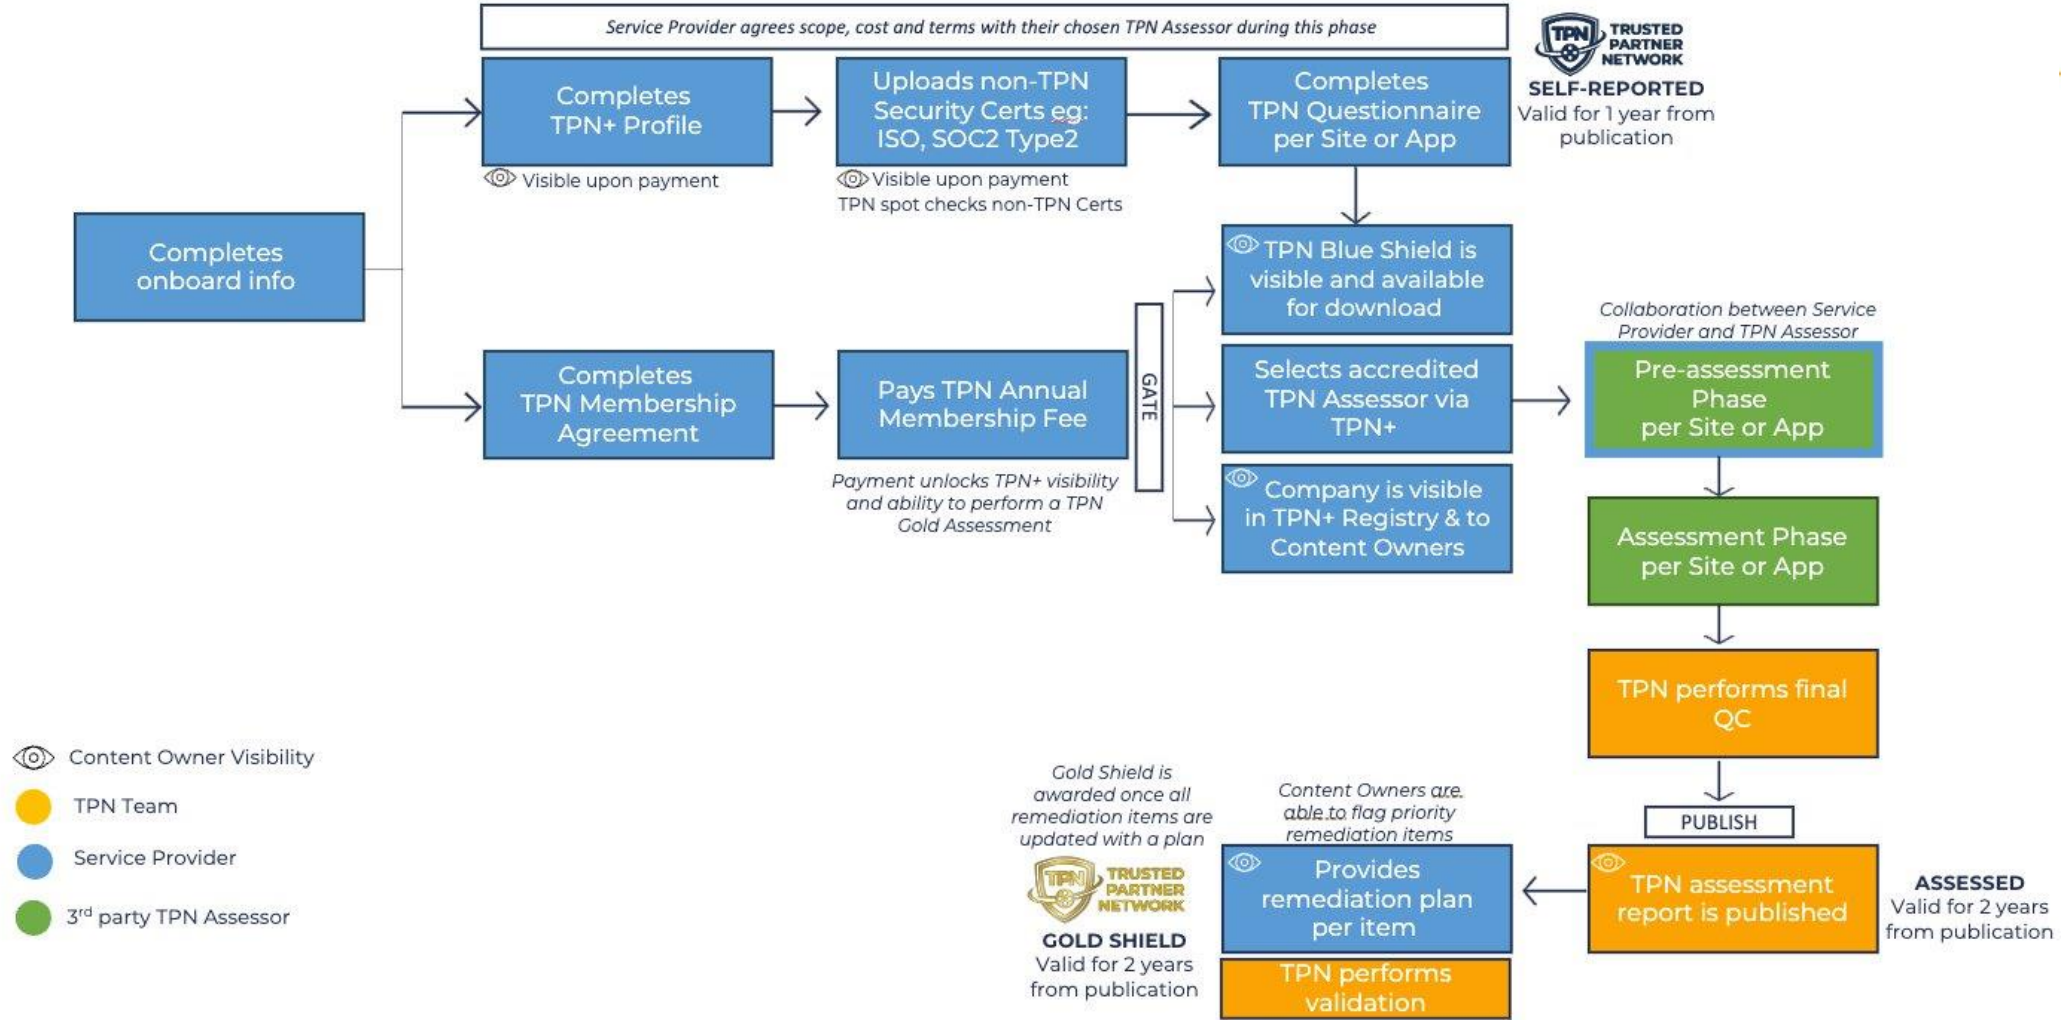 Service Provider agrees scope, cost and terms with their chosen TPN Assessor during this phase
TPN
TRUSTED
PARTNER
NETWORK
SELF-REPORTED
Valid for 1 year from
publication
Completes
TPN+ Profile
Visible upon payment
Uploads non-TPN
Security Certs eg:
ISO, SOC2 Type2
Visible upon payment
TPN spot checks non-TPN Certs
Completes
TPN Questionnaire
per Site or App
Completes
onboard info
Completes
TPN Membership
Agreement
Pays TPN Annual
Membership Fee
Payment unlocks TPN+ visibility
and ability to perform a TPN
Gold Assessment
GATE
TPN Blue Shield is
visible and available
for download
Selects accredited
TPN Assessor via
TPN+
Company is visible
in TPN+ Registry & to
Content Owners
Collaboration between Service
Provider and TPN Assessor
Pre-assessment
Phase
per Site or App
Assessment Phase
per Site or App
TPN performs final
QC
PUBLISH
TPN assessment
report is published
ASSESSED
Valid for 2 years
from publication
Content Owners are
able to flag priority
remediation items
Provides
remediation plan
per item
TPN performs
validation
Gold Shield is
awarded once all
remediation items are
updated with a plan
TPN
TRUSTED
PARTNER
NETWORK
GOLD SHIELD
Valid for 2 years
from publication
Content Owner Visibility
TPN Team
Service Provider
3rd party TPN Assessor